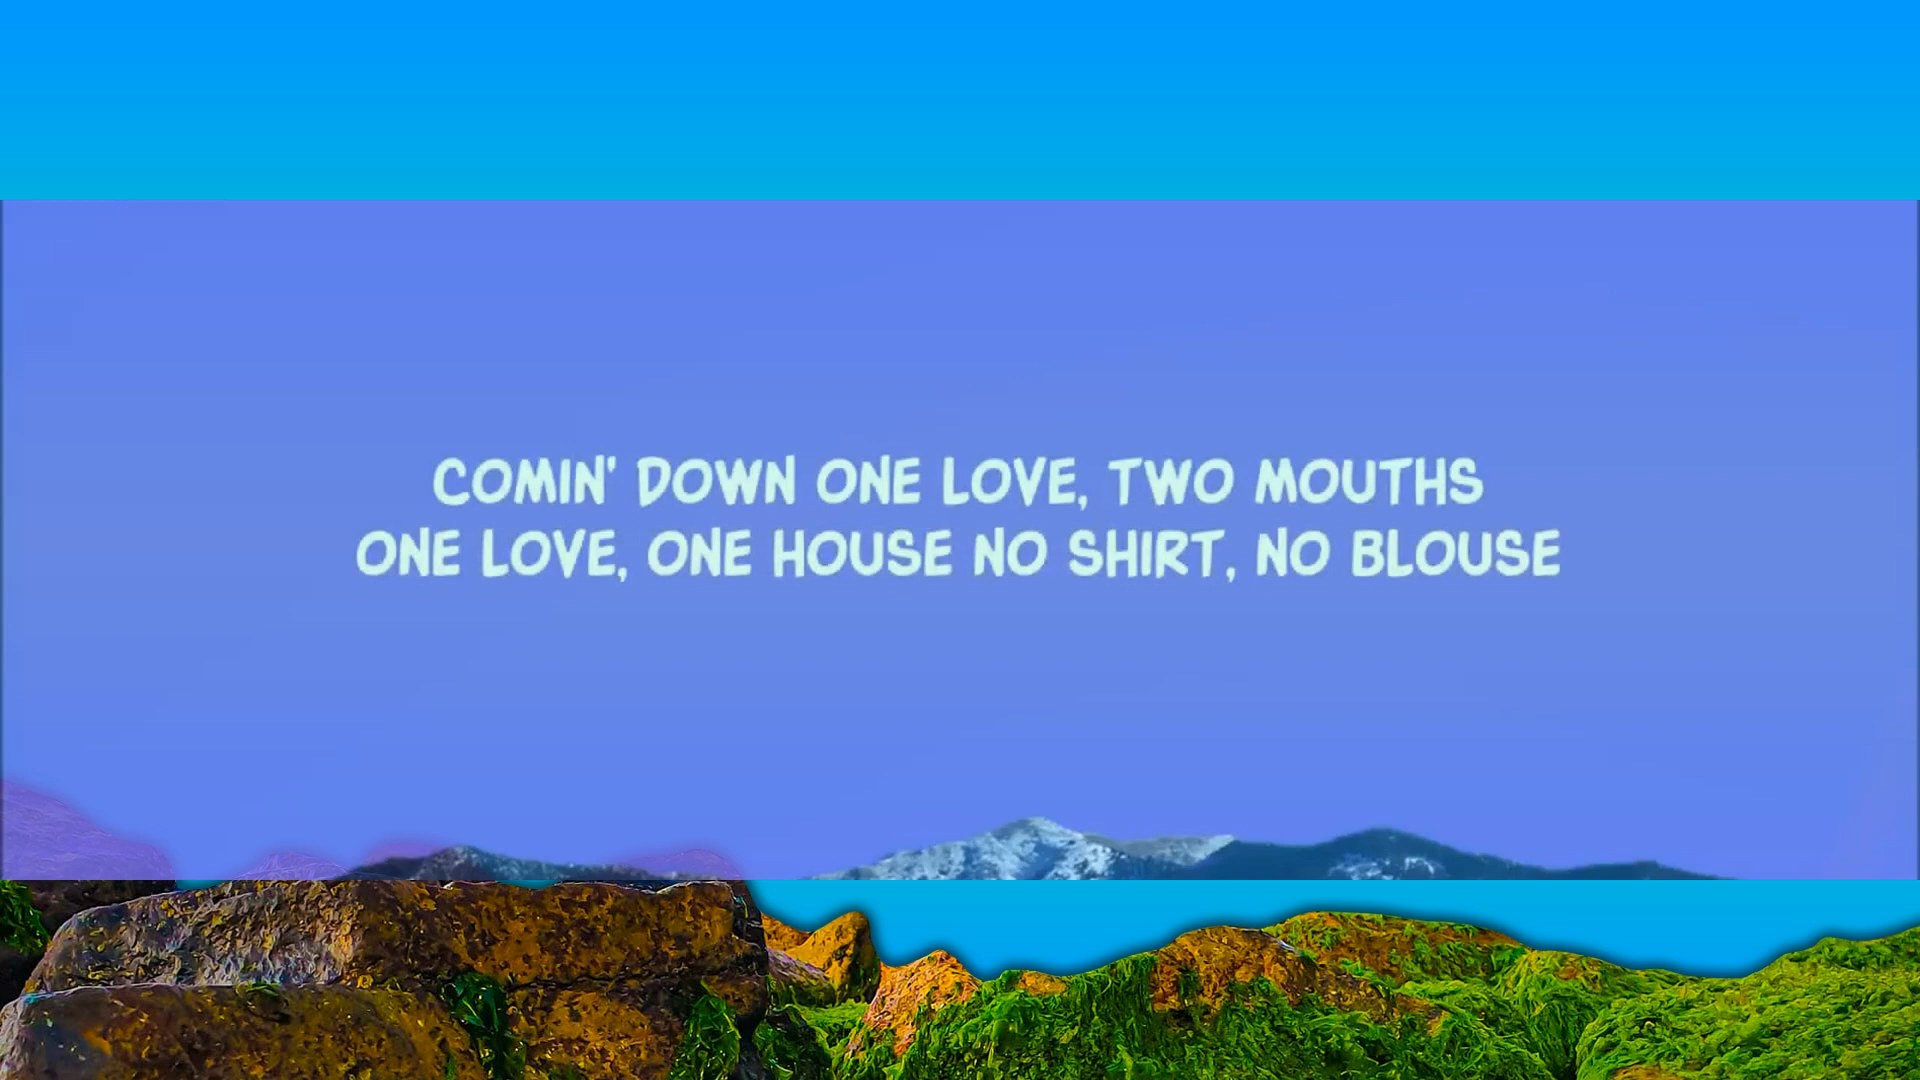 COMIN' DOWN ONE LOVE, TWO MOUTHS
ONE LOVE, ONE HOUSE NO SHIRT, NO BLOUSE